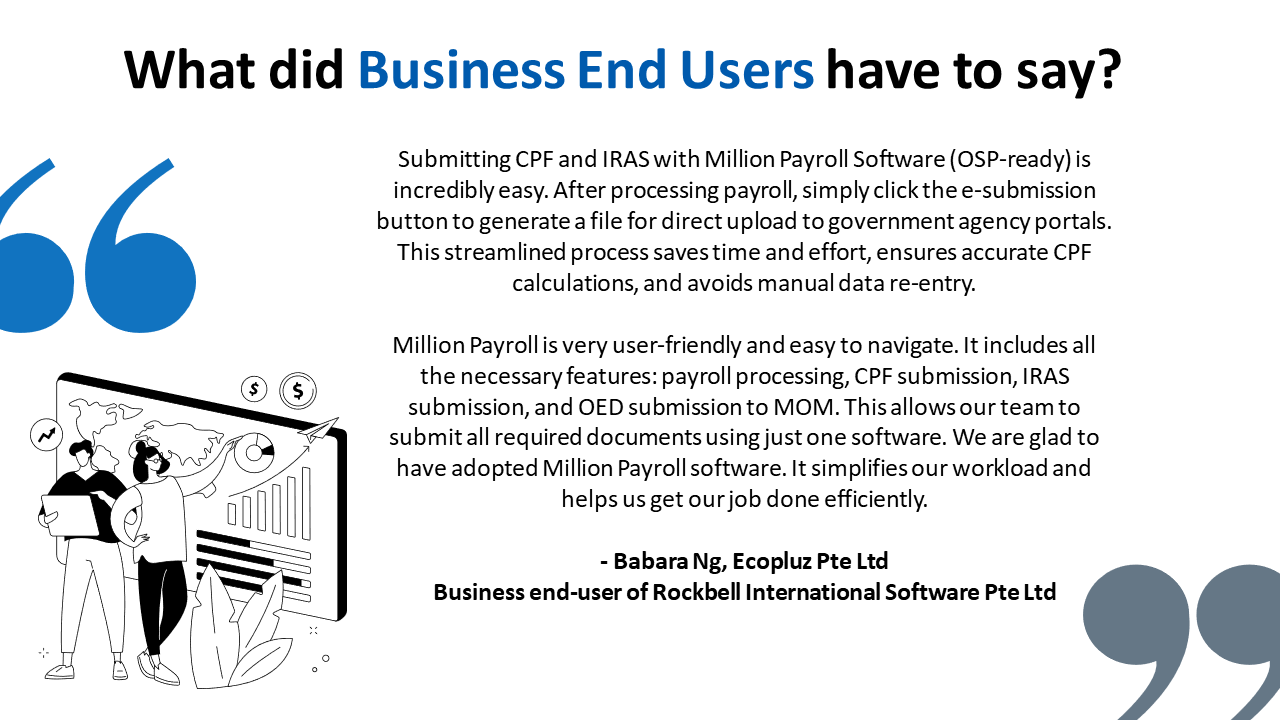 What did Business End Users have to say?
Submitting CPF and IRAS with Million Payroll Software (OSP-ready) is
incredibly easy. After processing payroll, simply click the e-submission
button to generate a file for direct upload to government agency portals.
This streamlined process saves time and effort, ensures accurate CPF
calculations, and avoids manual data re-entry.
Million Payroll is very user-friendly and easy to navigate. It includes all
the necessary features: payroll processing, CPF submission, IRAS
submission, and OED submission to MOM. This allows our team to
submit all required documents using just one software. We are glad to
have adopted Million Payroll software. It simplifies our workload and
helps us get our job done efficiently.
- Babara Ng, Ecopluz Pte Ltd
Business end-user of Rockbell International Software Pte Ltd